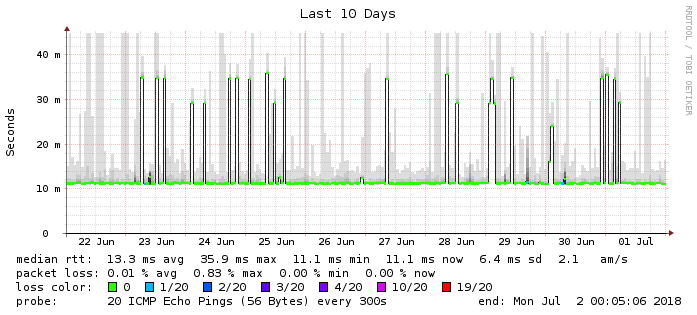 Last 10 Days
RRDTOOL / TOBI OETIKER
Seconds
40 m
30 m
20 m
10 m
0
22 Jun 23 Jun 24 Jun 25 Jun 26 Jun 27 Jun 28 Jun 29 Jun 30 Jun 01 Jul
median rtt: 13.3 ms avg 35.9 ms max 11.1 ms min 11.1 ms now 6.4 ms sd 2.1 am/s
packet loss: 0.01 % avg 0.83 % max 0.00 % min 0.00 % now
loss color: 0 1/20 2/20 3/20 4/20 10/20 19/20
probe: 20 ICMP Echo Pings (56 Bytes) every 300s end: Mon Jul 2 00:05:06 2018